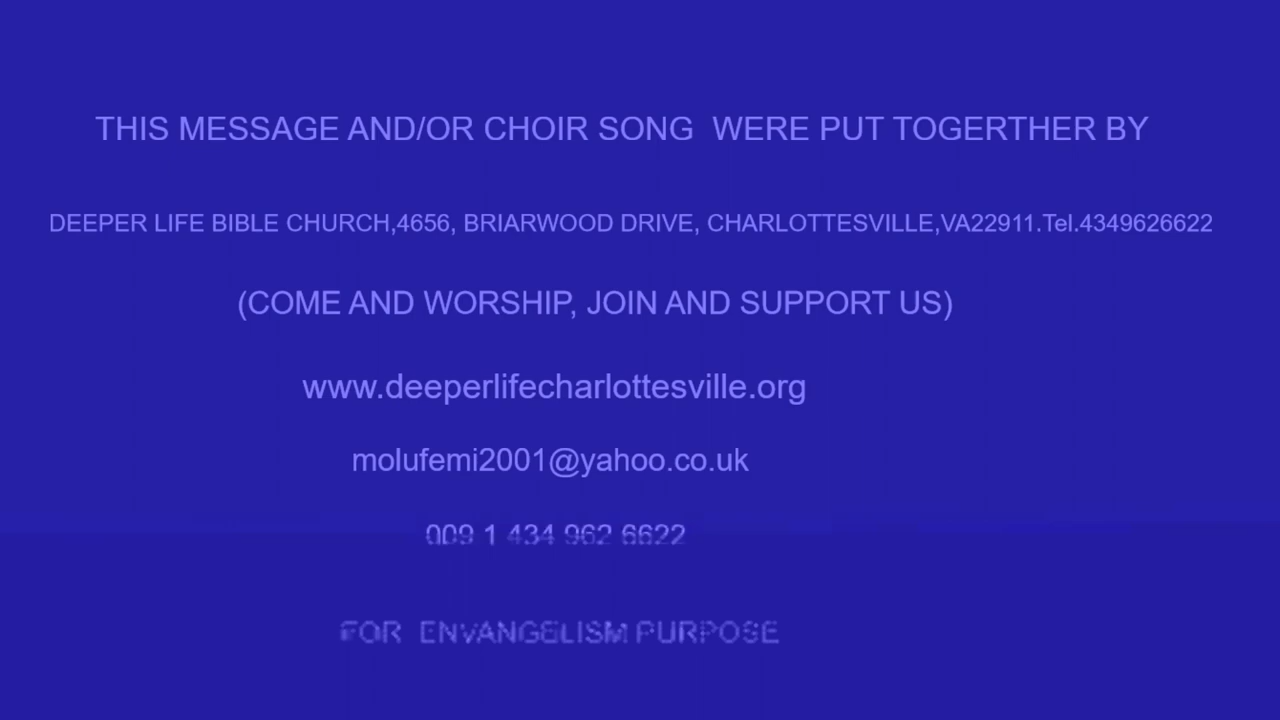 THIS MESSAGE AND/OR CHOIR SONG WERE PUT TOGERTHER BY
DEEPER LIFE BIBLE CHURCH,4656, BRIARWOOD DRIVE, CHARLOTTESVILLE,VA22911.Tel.4349626622
(COME AND WORSHIP, JOIN AND SUPPORT US)
www.deeperlifecharlottesville.org
molufemi2001@yahoo.co.uk
009 1 434 962 6622
FOR ENVANGELISM PURPOSE